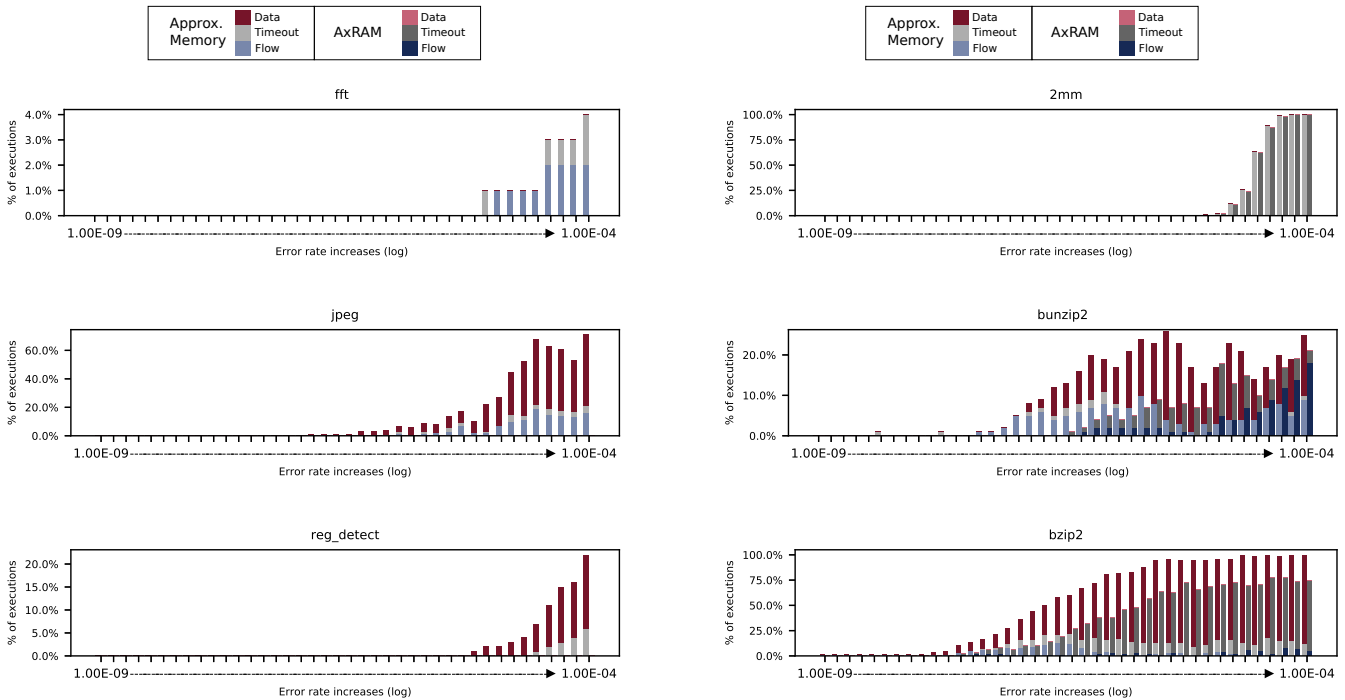 Approx.
Memory
Data
Timeout
Flow
AxRAM
Data
Timeout
Flow
Approx.
Memory
Data
Timeout
Flow
AxRAM
Data
Timeout
Flow
fft
% of executions
4.0%
3.0%
2.0%
1.0%
0.0%
1.00E-09
1.00E-04
Error rate increases (log)
2mm
% of executions
100.0%
75.0%
50.0%
25.0%
0.0%
1.00E-09
1.00E-04
Error rate increases (log)
jpeg
% of executions
60.0%
40.0%
20.0%
0.0%
1.00E-09
1.00E-04
Error rate increases (log)
bunzip2
% of executions
20.0%
10.0%
0.0%
1.00E-09
1.00E-04
Error rate increases (log)
reg_detect
% of executions
20.0%
15.0%
10.0%
5.0%
0.0%
1.00E-09
1.00E-04
Error rate increases (log)
bzip2
% of executions
100.0%
75.0%
50.0%
25.0%
0.0%
1.00E-09
1.00E-04
Error rate increases (log)